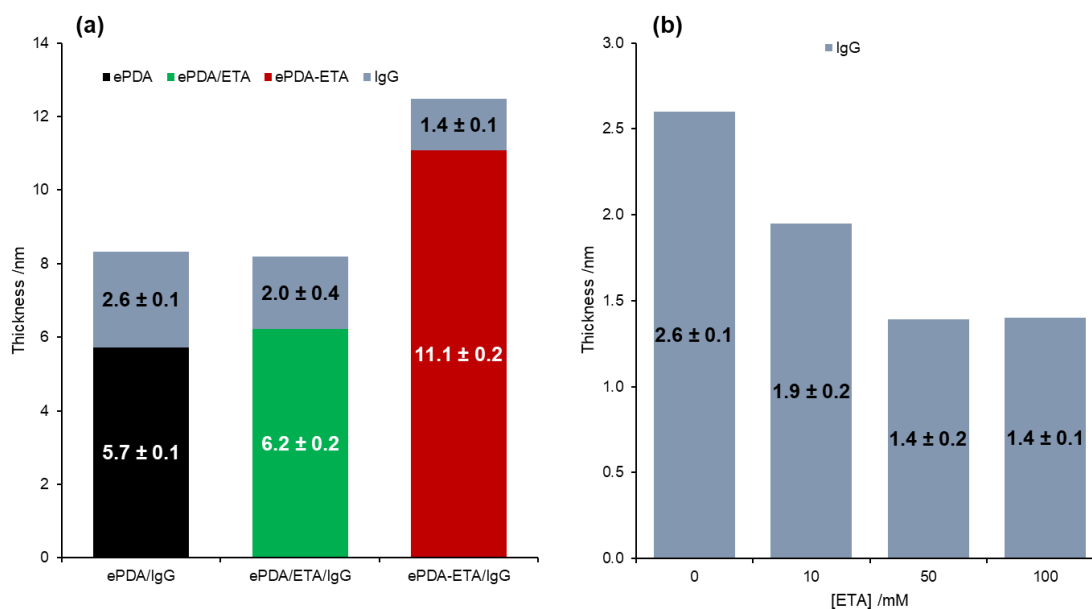 (a)
14
12
10
8
6
4
2
0
Thickness /nm
ePDA ePDA/ETA ePDA-ETA IgG
1.4 ± 0.1
2.6 ± 0.1
2.0 ± 0.4
11.1 ± 0.2
5.7 ± 0.1
6.2 ± 0.2
ePDA/IgG ePDA/ETA/IgG ePDA-ETA/IgG
(b)
3.0
2.5
2.0
1.5
1.0
0.5
0.0
Thickness /nm
IgG
2.6 ± 0.1
1.9 ± 0.2
1.4 ± 0.2
1.4 ± 0.1
0 10 50 100
[ETA] /mM